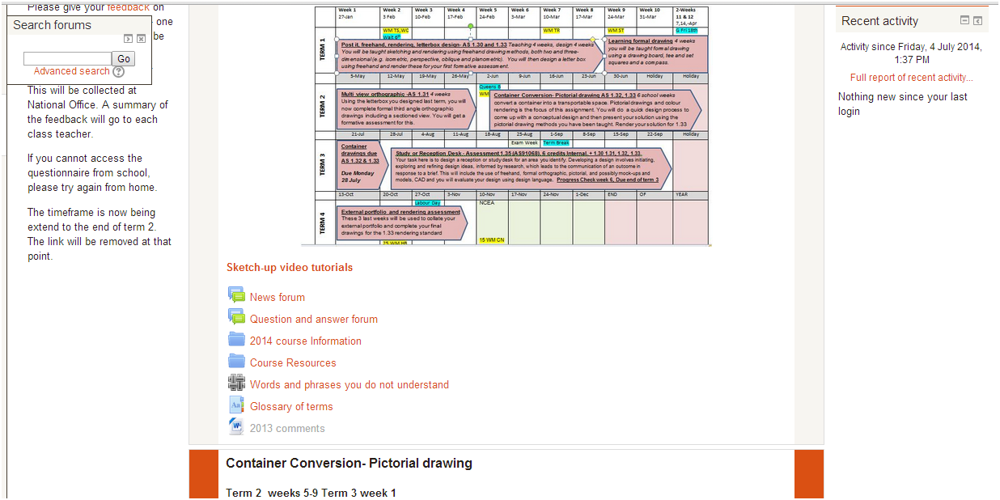 Please give your feedback on
one
be
Search forums
Go
Advanced search
This will be collected at
National Office. A summary of
the feedback will go to each
class teacher.
If you cannot access the
questionnaire from school,
please try again from home.
The timeframe is now being
extend to the end of term 2.
The link will be removed at that
point.
Week 1 Week 2 Week 3 Week 4 Week 5 Week 6 Week 7 Week 8 Week 9 Week 10 2-Weeks
27-Jan 3 Feb 10-Feb 17-Feb 24-Feb 3-Mar 10-Mar 17-Mar 24-Mar 31-Mar 11 & 12
7,14,-Apr
WM TS,WC WM TR WM ST G Fri 18th
Wait 6th
TERM 1
Post it, freehand, rendering, letterbox design- AS 1.30 and 1.33 Teaching 4 weeks, design 4 weeks
You will be taught sketching and rendering using freehand drawing methods, both two and three-
dimensional (e.g. isometric, perspective, oblique and planometric). You will then design a letter box
using freehand and render these for your first formative assessment.
Learning formal drawing 4 weeks
you will be taught formal drawing
using a drawing board, tee and set
squares and a compass.
5-May 12-May 19-May 26-May 2-Jun 9-Jun 16-Jun 23-Jun 30-Jun Holiday Holiday
TERM 2
Queens B
WM
Multi view orthographic -AS 1.31 4 weeks
Using the letterbox you designed last term, you will
now complete formal third angle orthographic
drawings including a sectioned view. You will get a
formative assessment for this.
Container Conversion- Pictorial drawing AS 1.32, 1.33 6 school weeks
convert a container into a transportable space. Pictorial drawings and colour
rendering is the focus of this assignment. You will do a quick design process to
come up with a conceptual design and then present your solution using the
pictorial drawing methods you have been taught. Render your solution for 1.33
21-Jul 28-Jul 4-Aug 11-Aug 18-Aug 25-Aug 1-Sep 8-Sep 15-Sep 22-Sep Holiday
TERM 3
Exam Week Term Break
Container
drawings due
AS 1.32 & 1.33
Due Monday
28 July
Study or Reception Desk - Assessment 1.35 (AS91068). 6 credits Internal. + 1.30 1.31, 1.32, 1.33.
Your task here is to design a reception or study desk for an area you identify. Developing a design involves initiating,
exploring and refining design ideas, informed by research, which leads to the communication of an outcome in
response to a brief. This will include the use of freehand, formal orthographic, pictorial, and possibly mock-ups and
models, CAD and you will evaluate your design using design language. Progress Check week 6, Due end of term 3
13-Oct 20-Oct 27-Oct 3-Nov 10-Nov 17-Nov 24-Nov 1-Dec END OF YEAR
TERM 4
Labour Day NCEA
External portfolio and rendering assessment
These 3 last weeks will be used to collate your
external portfolio and complete your final
drawings for the 1.33 rendering standard
25 WM HB 15 WM CN
Sketch-up video tutorials
News forum
Question and answer forum
2014 course Information
Course Resources
Words and phrases you do not understand
Glossary of terms
2013 comments
Container Conversion- Pictorial drawing
Term 2 weeks 5-9 Term 3 week 1
Recent activity
Activity since Friday, 4 July 2014,
1:37 PM
Full report of recent activity...
Nothing new since your last
login